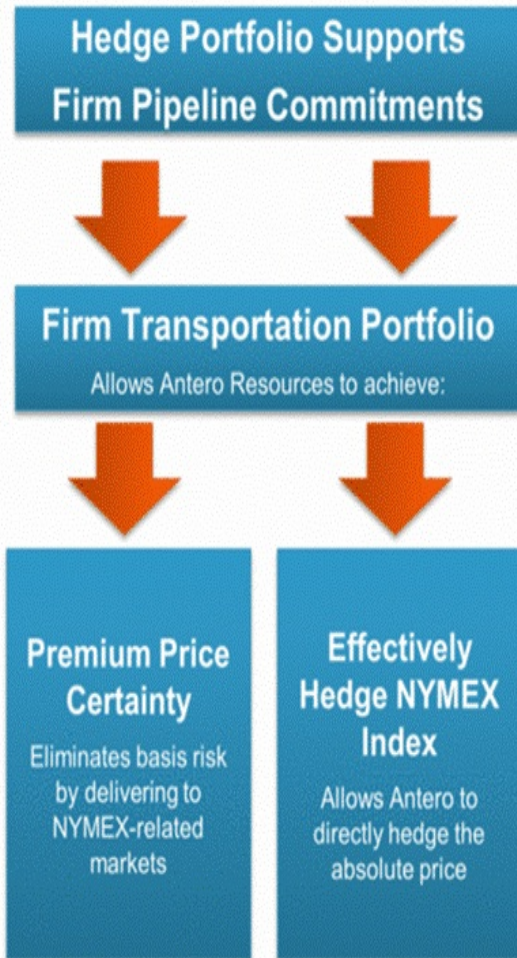 Hedge Portfolio Supports
Firm Pipeline Commitments
Firm Transportation Portfolio
Allows Antero Resources to achieve:
Premium Price
Certainty
Eliminates basis risk
by delivering to
NYMEX-related
markets
Effectively
Hedge NYMEX
Index
Allows Antero to
directly hedge the
absolute price